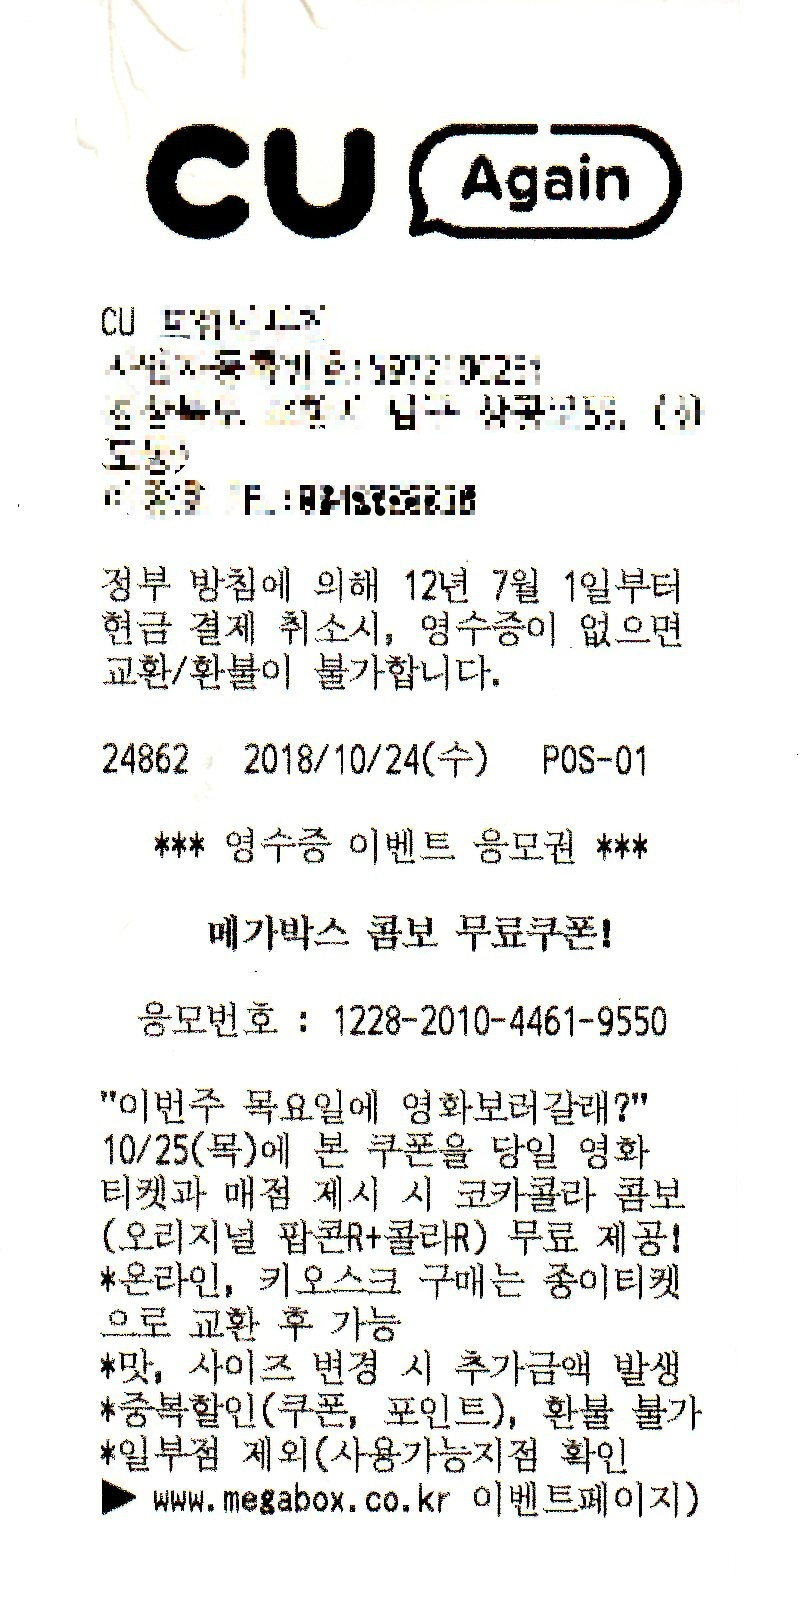 CU Again
CU
정부 방침에 의해 12년 7월 1일부터
현금 결제 취소시, 영수증이 없으면
교환/환불이 불가합니다.
24862 2018/10/24(수) POS-01
*** 영수증 이벤트 응모권 ***
메가박스 콤보 무료쿠폰!
응모번호 : 1228-2010-4461-9550
"이번주 목요일에 영화보러갈래?"
10/25(목)에 본 쿠폰을 당일 영화
티켓과 매점 제시 시 코카콜라 콤보
(오리지널 팝콘R+콜라R) 무료 제공!
*온라인, 키오스크 구매는 종이티켓
으로 교환 후 가능
*맛, 사이즈 변경 시 추가금액 발생
*중복할인(쿠폰, 포인트), 환불 불가
*일부점 제외(사용가능지점 확인
▶ www.megabox.co.kr 이벤트페이지)